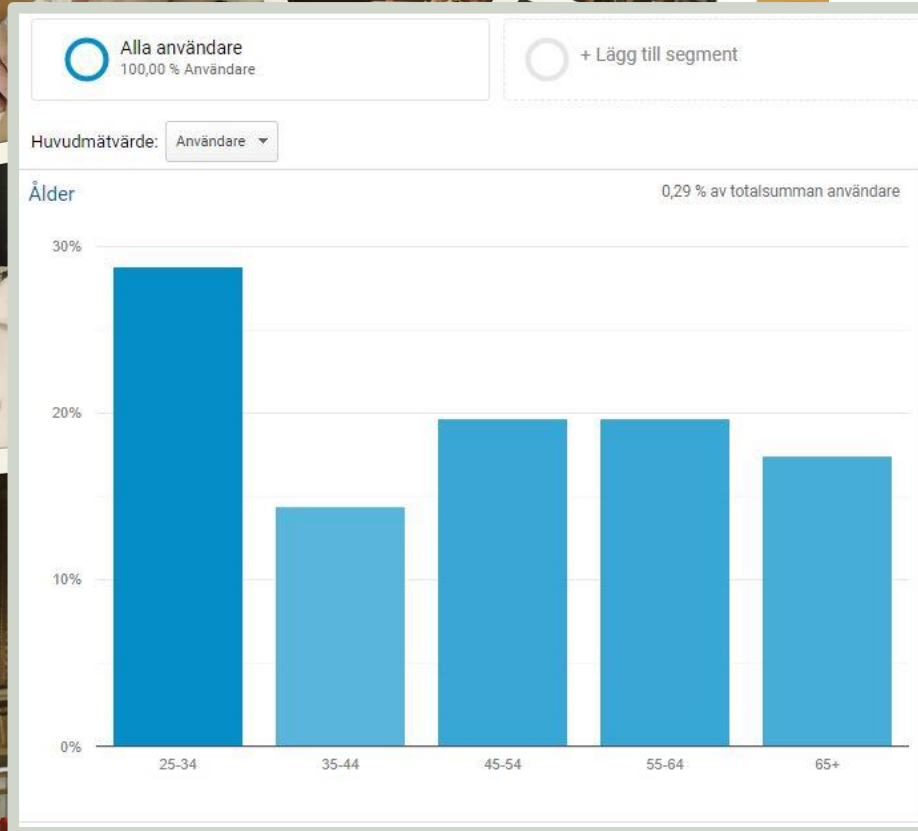 Alla användare
100,00 % Användare
+ Lägg till segment
Huvudmätvärde: Användare
Ålder
0,29 % av totalsumman användare
30%
20%
10%
0%
25-34 35-44 45-54 55-64 65+